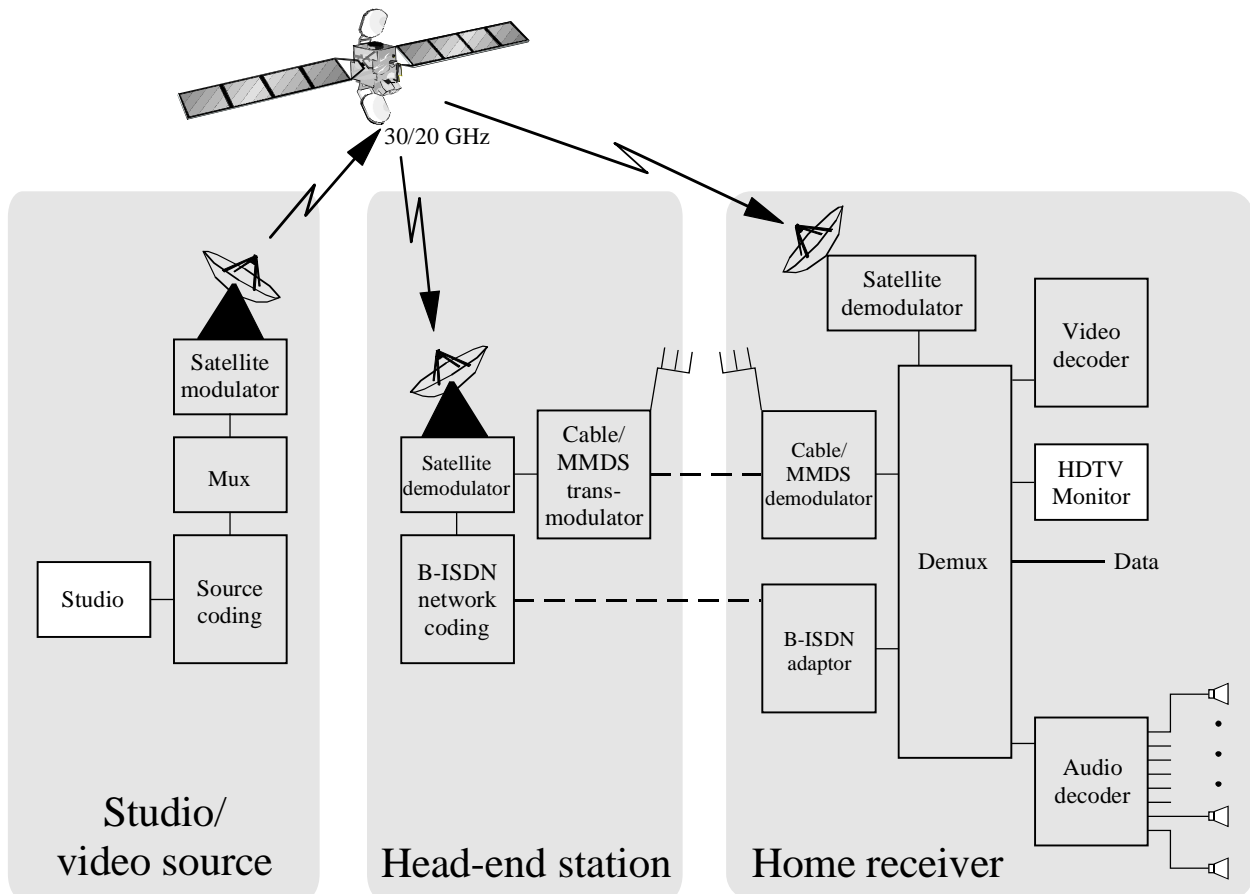 30/20 GHz
Satellite
modulator
Mux
Studio
Source
coding
Studio/
video source
Satellite
demodulator
Cable/
MMDS
trans-
modulator
B-ISDN
network
coding
Head-end station
Satellite
demodulator
Video
decoder
Cable/
MMDS
demodulator
HDTV
Monitor
Demux
Data
B-ISDN
adaptor
Audio
decoder
Home receiver